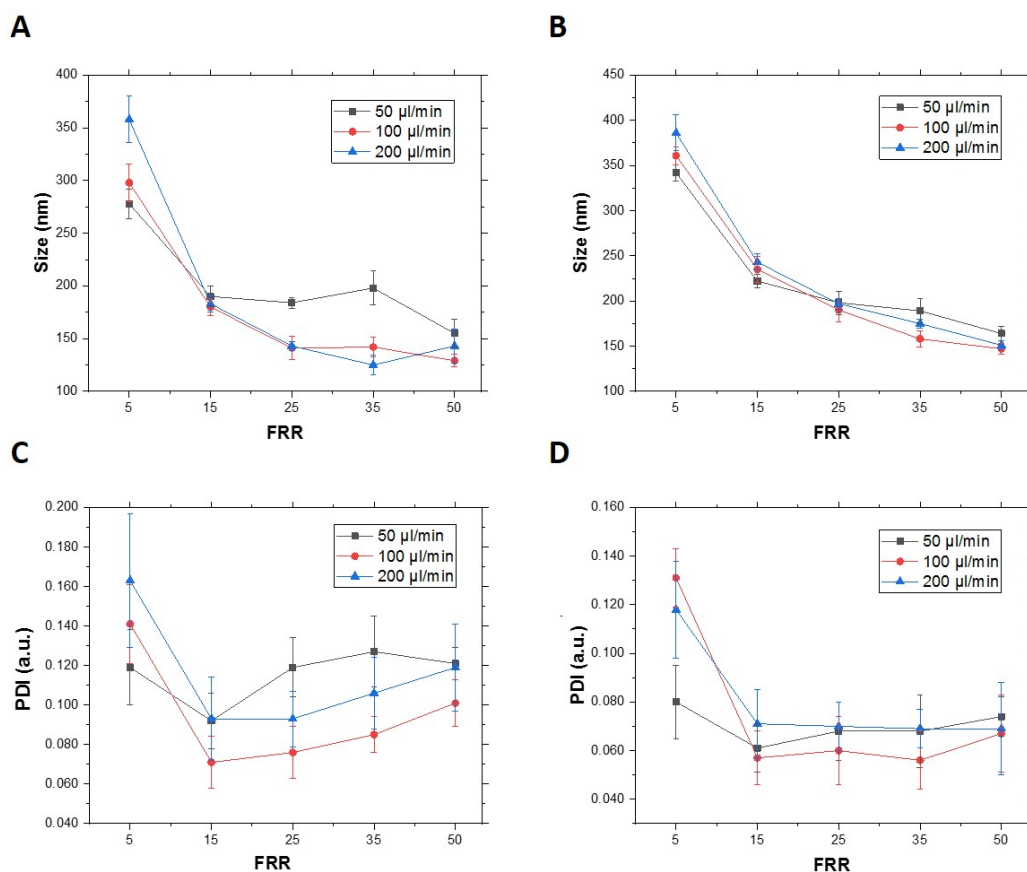 A
B
400
350
300
250
200
150
100
Size (nm)
50 µl/min
100 µl/min
200 µl/min
5 15 25 35 50
FRR
450
400
350
300
250
200
150
100
Size (nm)
50 µl/min
100 µl/min
200 µl/min
5 15 25 35 50
FRR
C
D
0.200
0.180
0.160
0.140
0.120
0.100
0.080
0.060
0.040
PDI (a.u.)
50 µl/min
100 µl/min
200 µl/min
5 15 25 35 50
FRR
0.160
0.140
0.120
0.100
0.080
0.060
0.040
PDI (a.u.)
50 µl/min
100 µl/min
200 µl/min
5 15 25 35 50
FRR